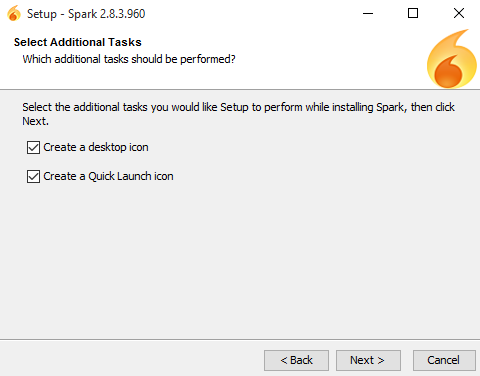 Setup - Spark 2.8.3.960
Select Additional Tasks
Which additional tasks should be performed?
Select the additional tasks you would like Setup to perform while installing Spark, then click
Next.
Create a desktop icon
Create a Quick Launch icon
< Back
Next >
Cancel